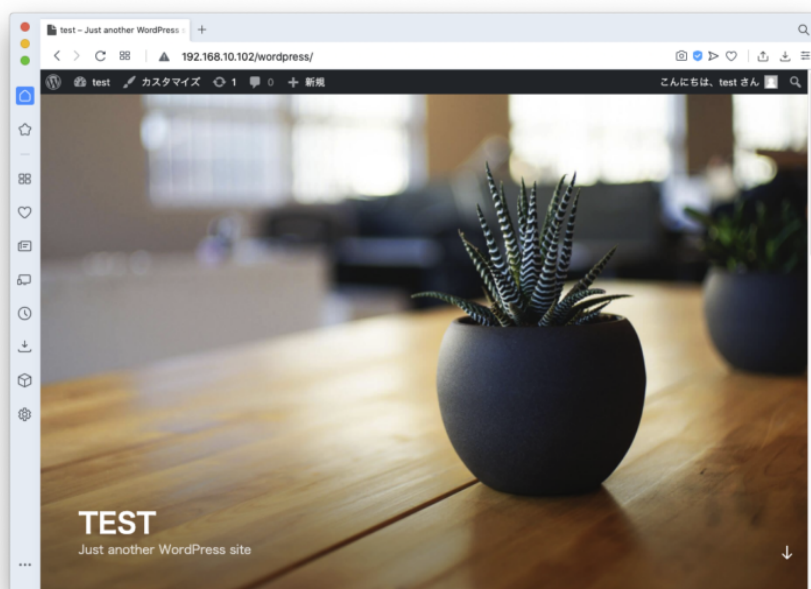 test – Just another WordPress s
192.168.10.102/wordpress/
test カスタマイズ 1 0 新規 こんにちは、test さん
TEST
Just another WordPress site